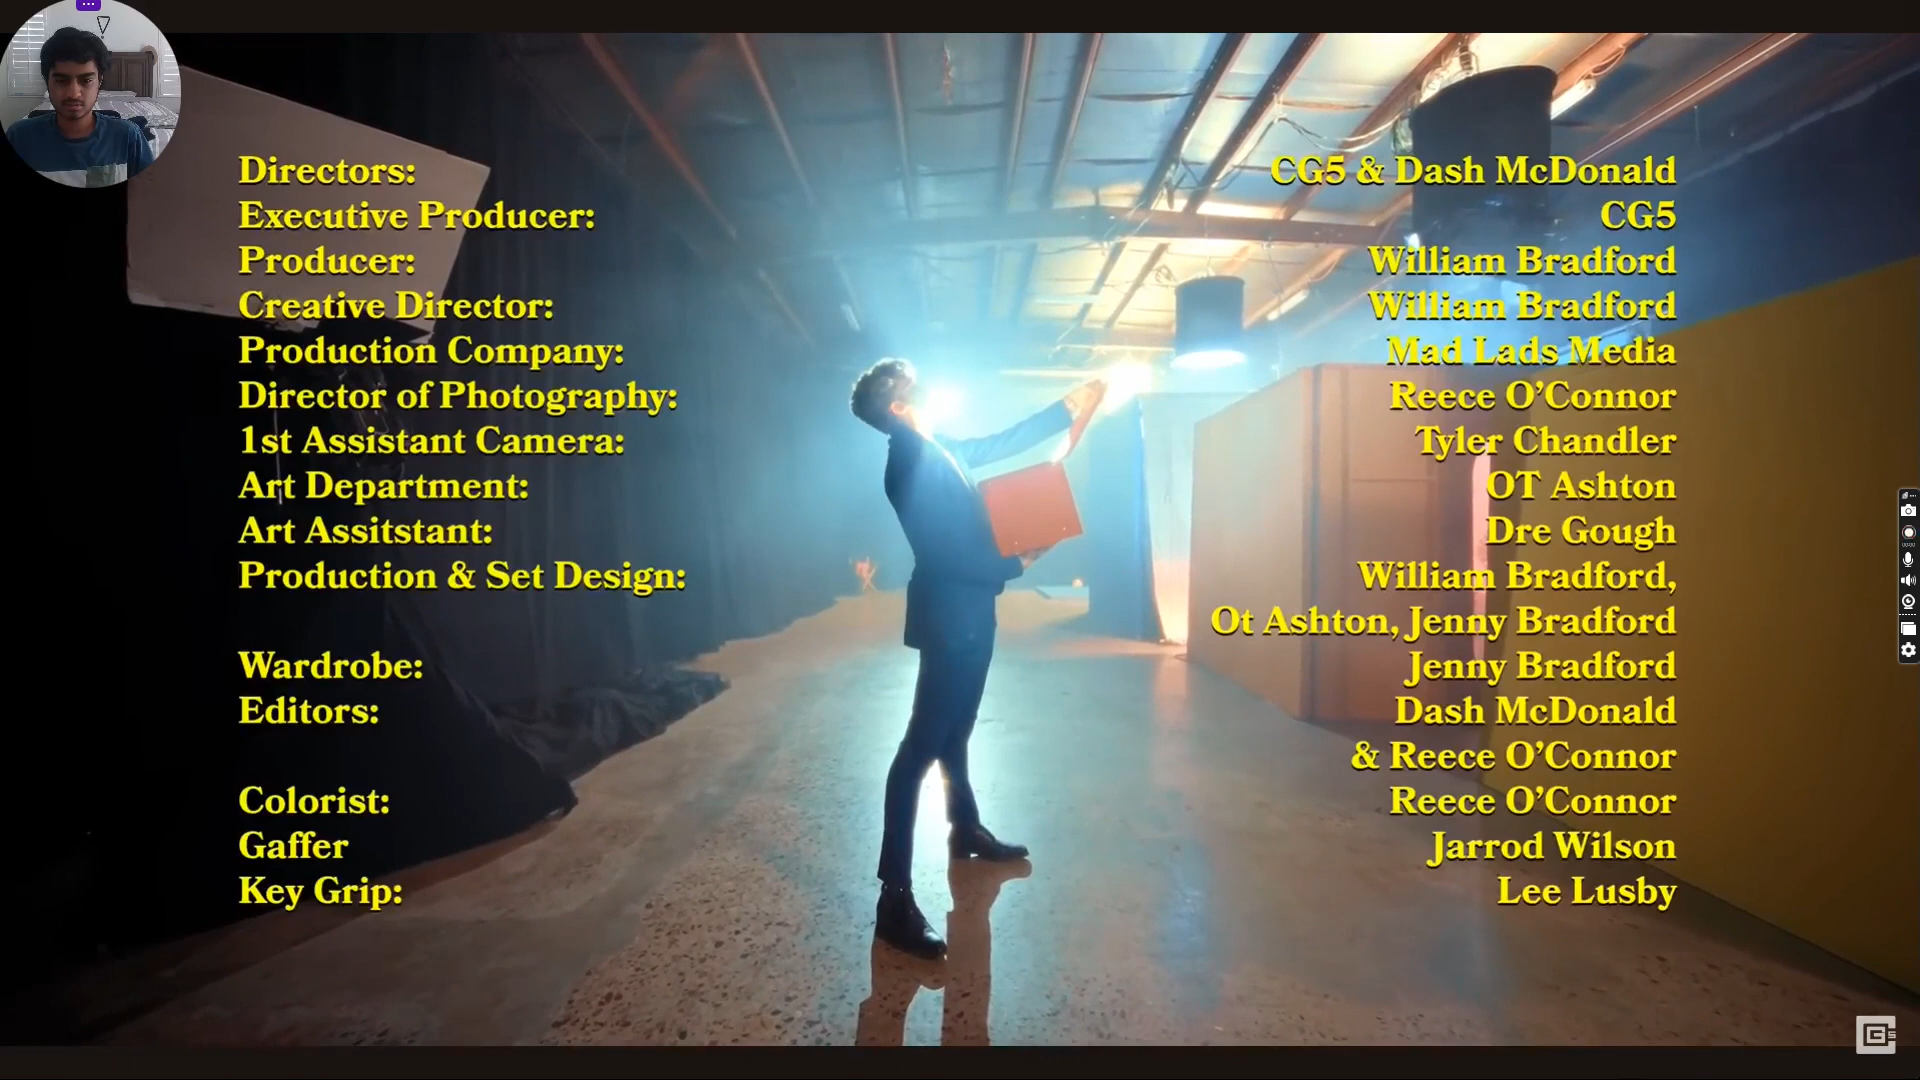 Directors: CG5 & Dash McDonald
Executive Producer: CG5
Producer: William Bradford
Creative Director: William Bradford
Production Company: Mad Lads Media
Director of Photography: Reece O'Connor
1st Assistant Camera: Tyler Chandler
Art Department: OT Ashton
Art Assitstant: Dre Gough
Production & Set Design: William Bradford,
Ot Ashton, Jenny Bradford
Wardrobe: Jenny Bradford
Editors: Dash McDonald
& Reece O'Connor
Colorist: Reece O'Connor
Gaffer Jarrod Wilson
Key Grip: Lee Lusby